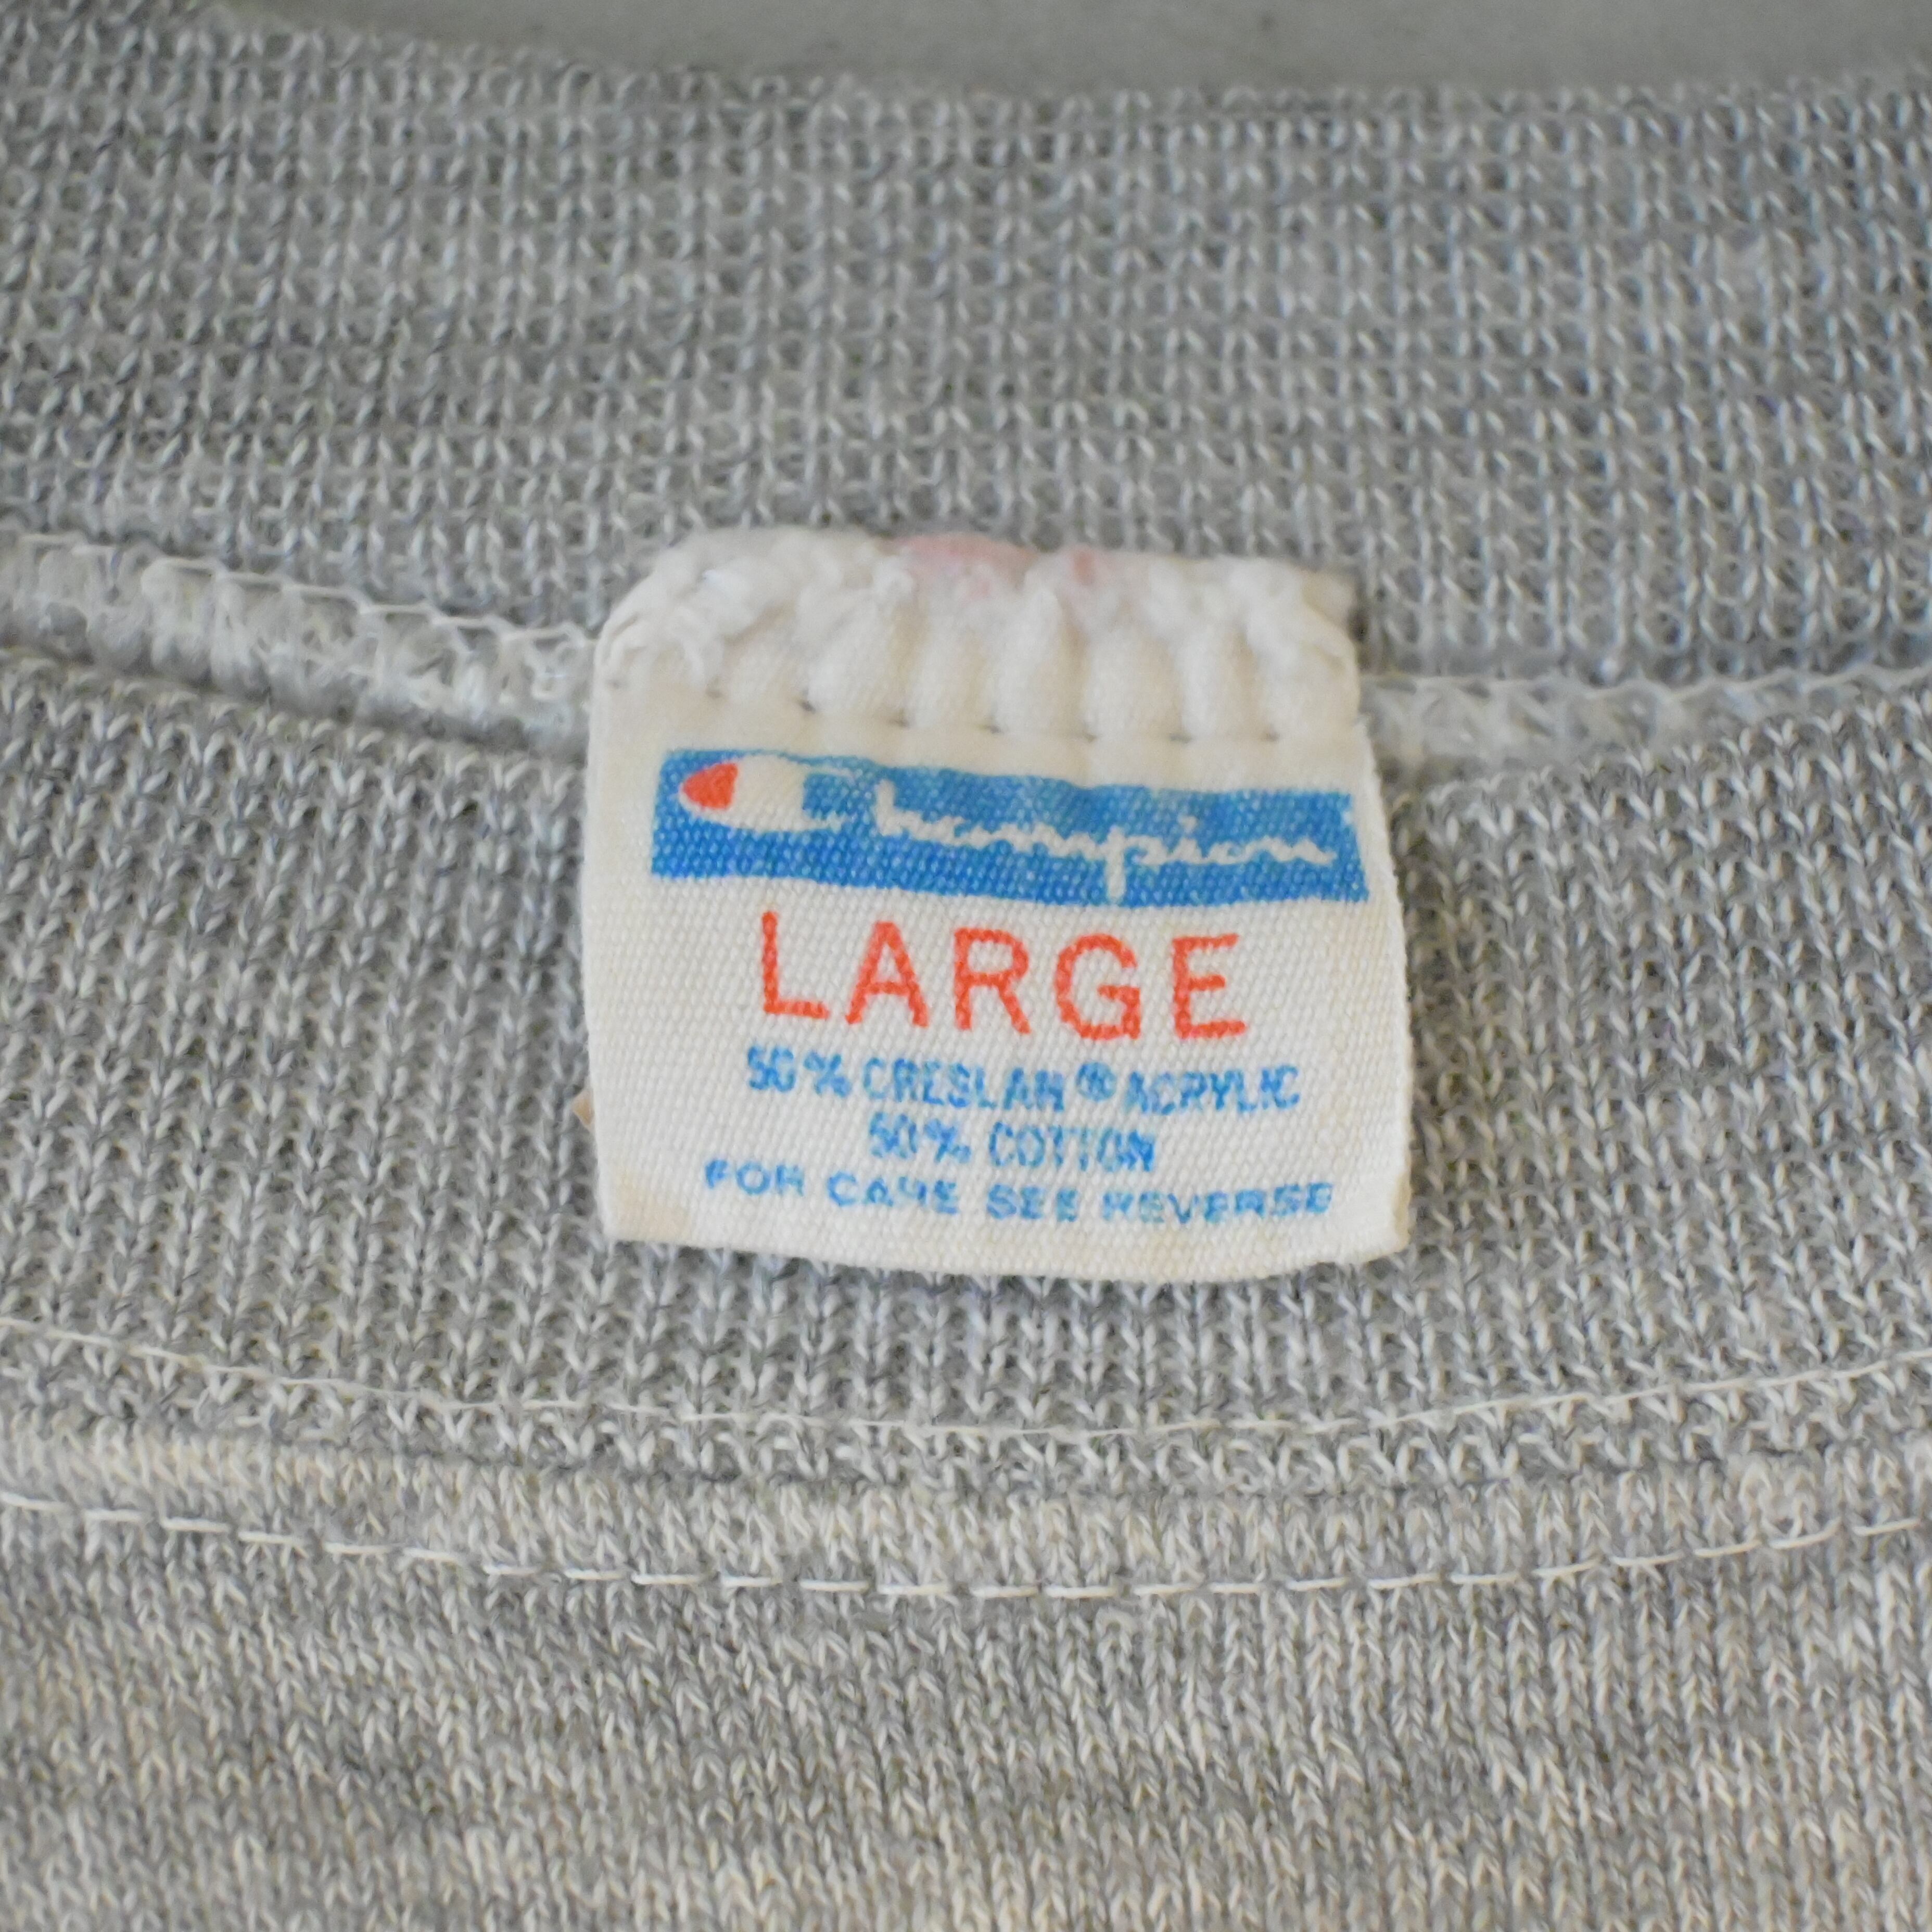 Champion
LARGE
50% CRESLAN® ACRYLIC
50% COTTON
FOR CARE SEE REVERSE